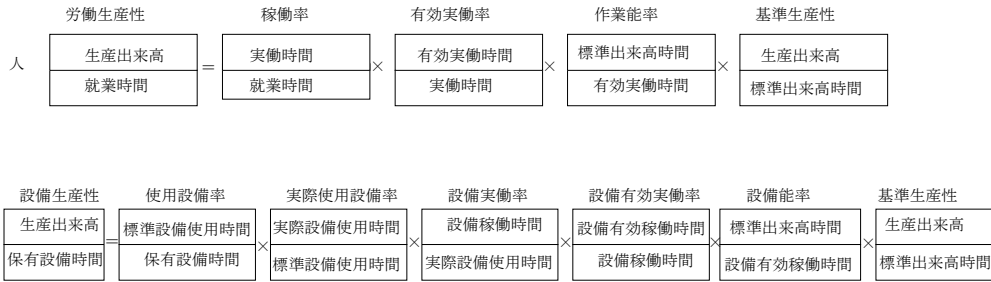 労働生産性 稼働率 有効実働率 作業能率 基準生産性
人 生産出来高 実働時間 有効実働時間 標準出来高時間 生産出来高
= × × ×
就業時間 就業時間 実働時間 有効実働時間 標準出来高時間
設備生産性 使用設備率 実際使用設備率 設備実働率 設備有効実働率 設備能率 基準生産性
生産出来高 標準設備使用時間 実際設備使用時間 設備稼働時間 設備有効稼働時間 標準出来高時間 生産出来高
= × × × × ×
保有設備時間 保有設備時間 標準設備使用時間 実際設備使用時間 設備稼働時間 設備有効稼働時間 標準出来高時間